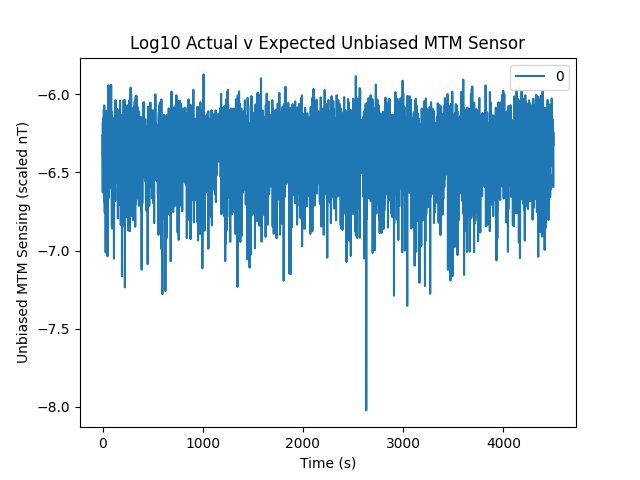 Log10 Actual v Expected Unbiased MTM Sensor
0
Unbiased MTM Sensing (scaled nT)
−6.0
−6.5
−7.0
−7.5
−8.0
0 1000 2000 3000 4000
Time (s)